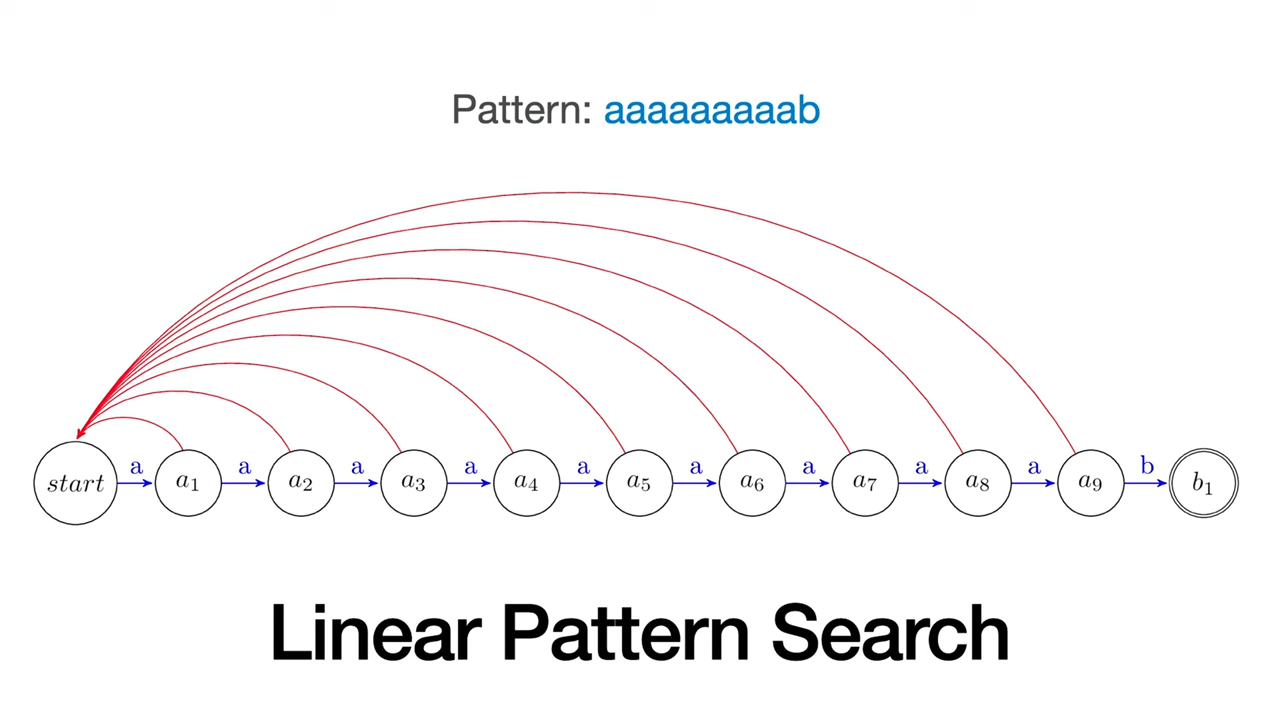 Pattern: aaaaaaaaab
a a a a a a a a a b
start a₁ a₂ a₃ a₄ a₅ a₆ a₇ a₈ a₉ b₁
Linear Pattern Search